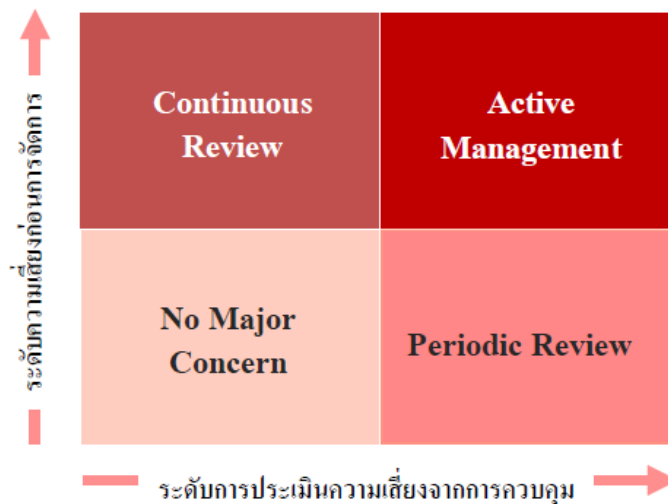 Continuous
Review
Active
Management
No Major
Concern
Periodic Review
ระดับความเสี่ยงก่อนการจัดการ
ระดับการประเมินความเสี่ยงจากการควบคุม